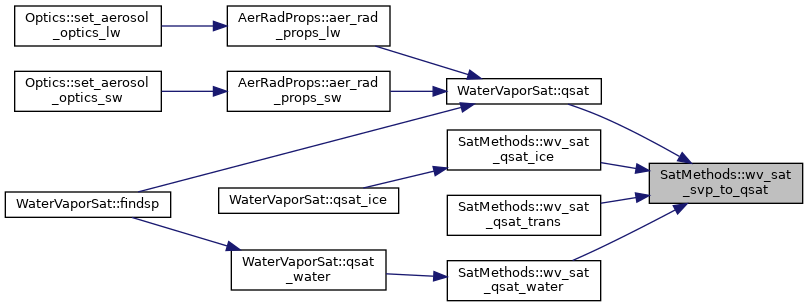 Optics::set_aerosol
_optics_lw
AerRadProps::aer_rad
_props_lw
Optics::set_aerosol
_optics_sw
AerRadProps::aer_rad
_props_sw
WaterVaporSat::qsat
SatMethods::wv_sat
_qsat_ice
SatMethods::wv_sat
_svp_to_qsat
WaterVaporSat::findsp
WaterVaporSat::qsat_ice
SatMethods::wv_sat
_qsat_trans
WaterVaporSat::qsat
_water
SatMethods::wv_sat
_qsat_water